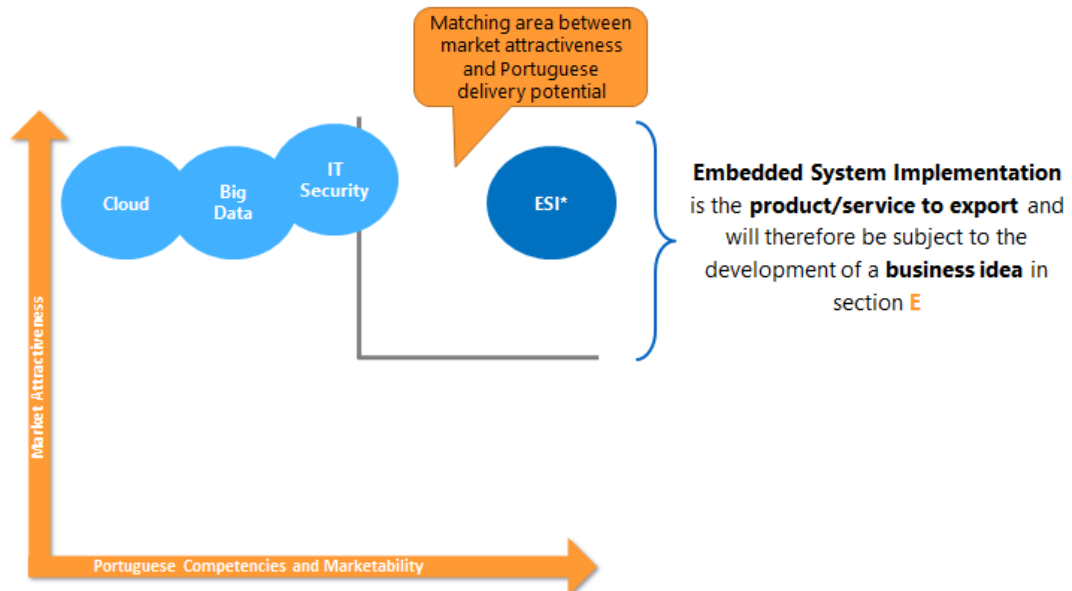 Matching area between
market attractiveness
and Portuguese
delivery potential
Cloud
Big
Data
IT
Security
ESI*
Embedded System Implementation
is the product/service to export and
will therefore be subject to the
development of a business idea in
section E
Market Attractiveness
Portuguese Competencies and Marketability